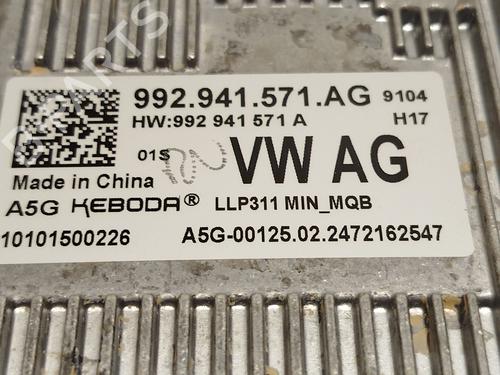 992.941.571.AG 9104
HW:992 941 571 A H17
01S VW AG
Made in China
A5G KEBODA® LLP311 MIN_MQB
10101500226 A5G-00125.02.2472162547